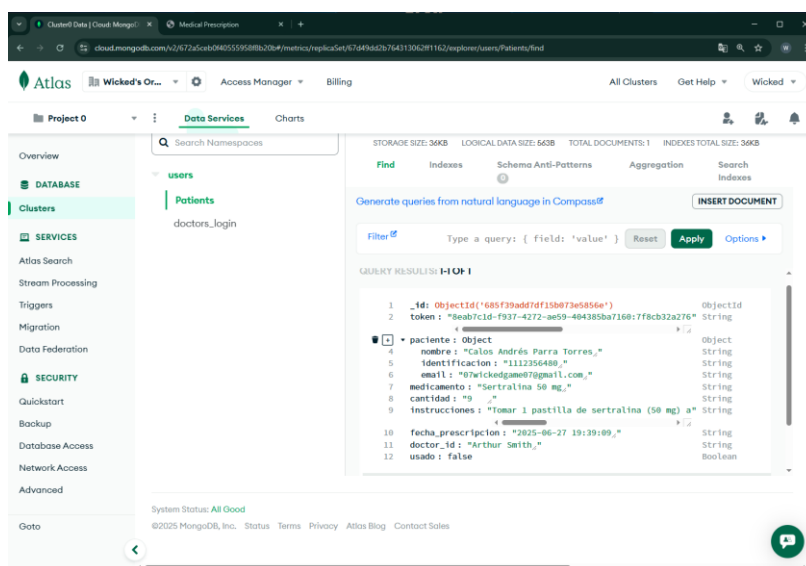 Cluster0 Data | Cloud: MongoD
Medical Prescription
cloud.mongodb.com/v2/672a5ceb0f40555958f8b20b#/metrics/replicaSet/67d49dd2b764313062ff1162/explorer/users/Patients/find
Atlas
Wicked's Or...
Access Manager
Billing
All Clusters
Get Help
Wicked
Project 0
Data Services
Charts
Overview
DATABASE
Clusters
SERVICES
Atlas Search
Stream Processing
Triggers
Migration
Data Federation
SECURITY
Quickstart
Backup
Database Access
Network Access
Advanced
Goto
Search Namespaces
users
Patients
doctors_login
STORAGE SIZE: 36KB LOGICAL DATA SIZE: 663B TOTAL DOCUMENTS: 1 INDEXES TOTAL SIZE: 36KB
Find
Indexes
Schema Anti-Patterns
0
Aggregation
Search
Indexes
Generate queries from natural language in Compass
INSERT DOCUMENT
Filter
Type a query: { field: 'value' }
Reset
Apply
Options
QUERY RESULTS: 1-1 OF 1
1 _id: ObjectId('685f39add7df15b073e5856e') ObjectId
2 token : "8eab7c1d-f937-4272-ae59-404385ba7160:7f8cb32a276" String
paciente : Object Object
4 nombre : "Calos Andrés Parra Torres" String
5 identificacion : "1112356480" String
6 email : "07wickedgame07@gmail.com" String
7 medicamento : "Sertralina 50 mg" String
8 cantidad : "9 " String
9 instrucciones : "Tomar 1 pastilla de sertralina (50 mg) a" String
10 fecha_prescripcion : "2025-06-27 19:39:09" String
11 doctor_id : "Arthur Smith" String
12 usado : false Boolean
System Status: All Good
©2025 MongoDB, Inc. Status Terms Privacy Atlas Blog Contact Sales